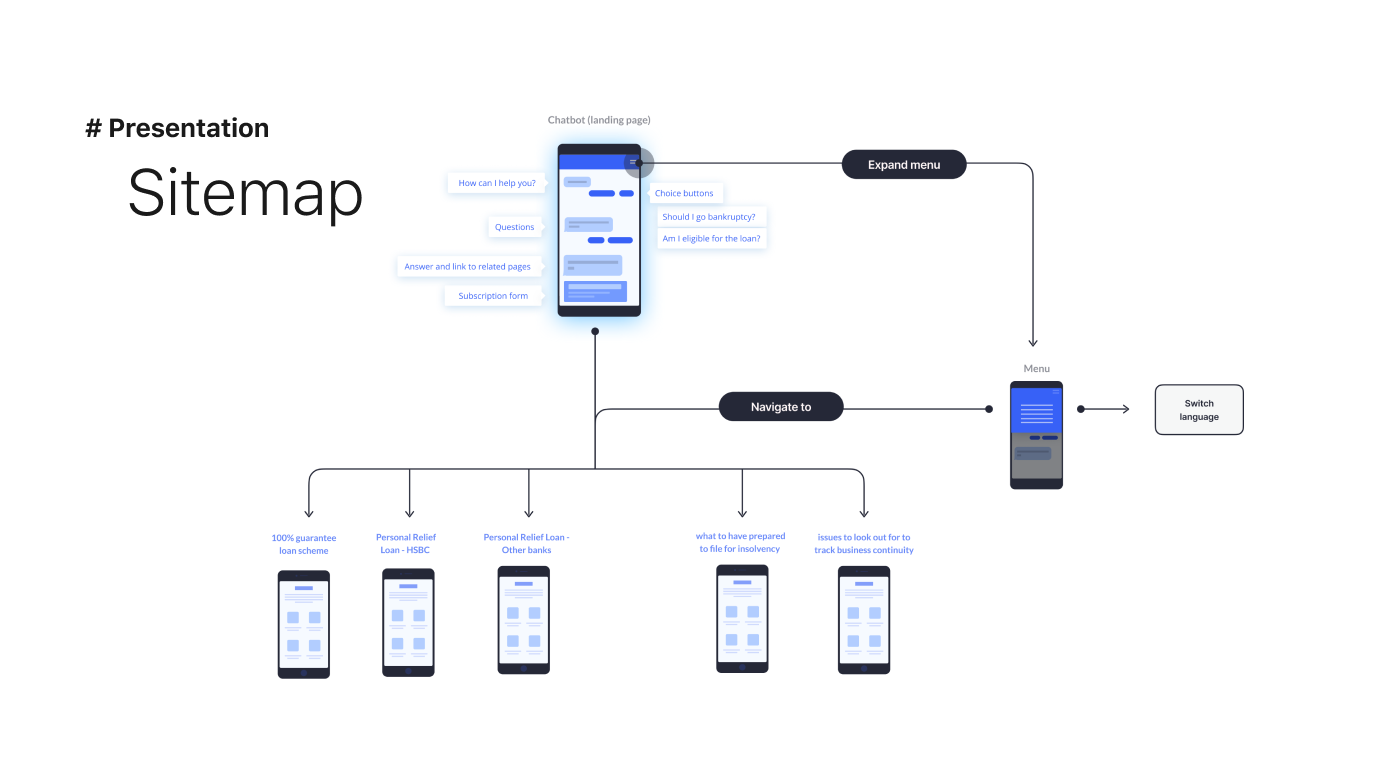 # Presentation
Sitemap
Chatbot (landing page)
Expand menu
How can I help you?
Choice buttons
Should I go bankruptcy?
Questions
Am I eligible for the loan?
Answer and link to related pages
Subscription form
Menu
Navigate to
Switch
language
100% guarantee
loan scheme
Personal Relief
Loan - HSBC
Personal Relief Loan -
Other banks
what to have prepared
to file for insolvency
issues to look out for to
track business continuity